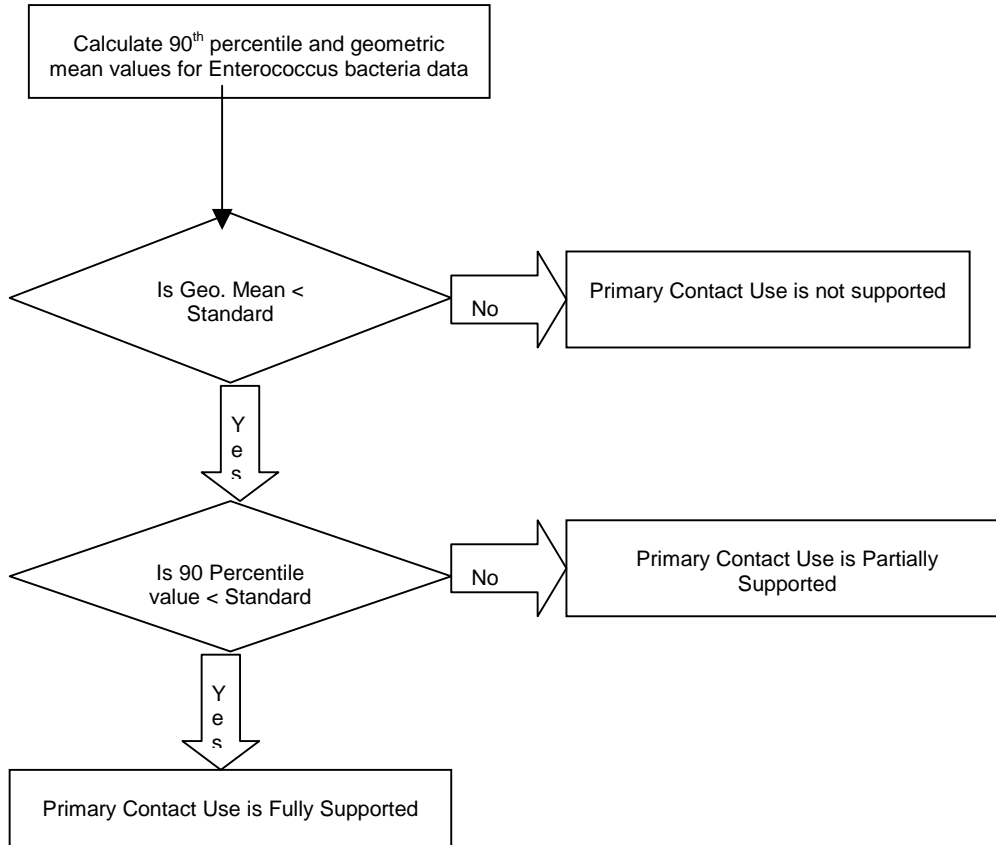 Calculate 90th percentile and geometric
mean values for Enterococcus bacteria data
Is Geo. Mean <
Standard
No
Primary Contact Use is not supported
Yes
Is 90 Percentile
value < Standard
No
Primary Contact Use is Partially
Supported
Yes
Primary Contact Use is Fully Supported